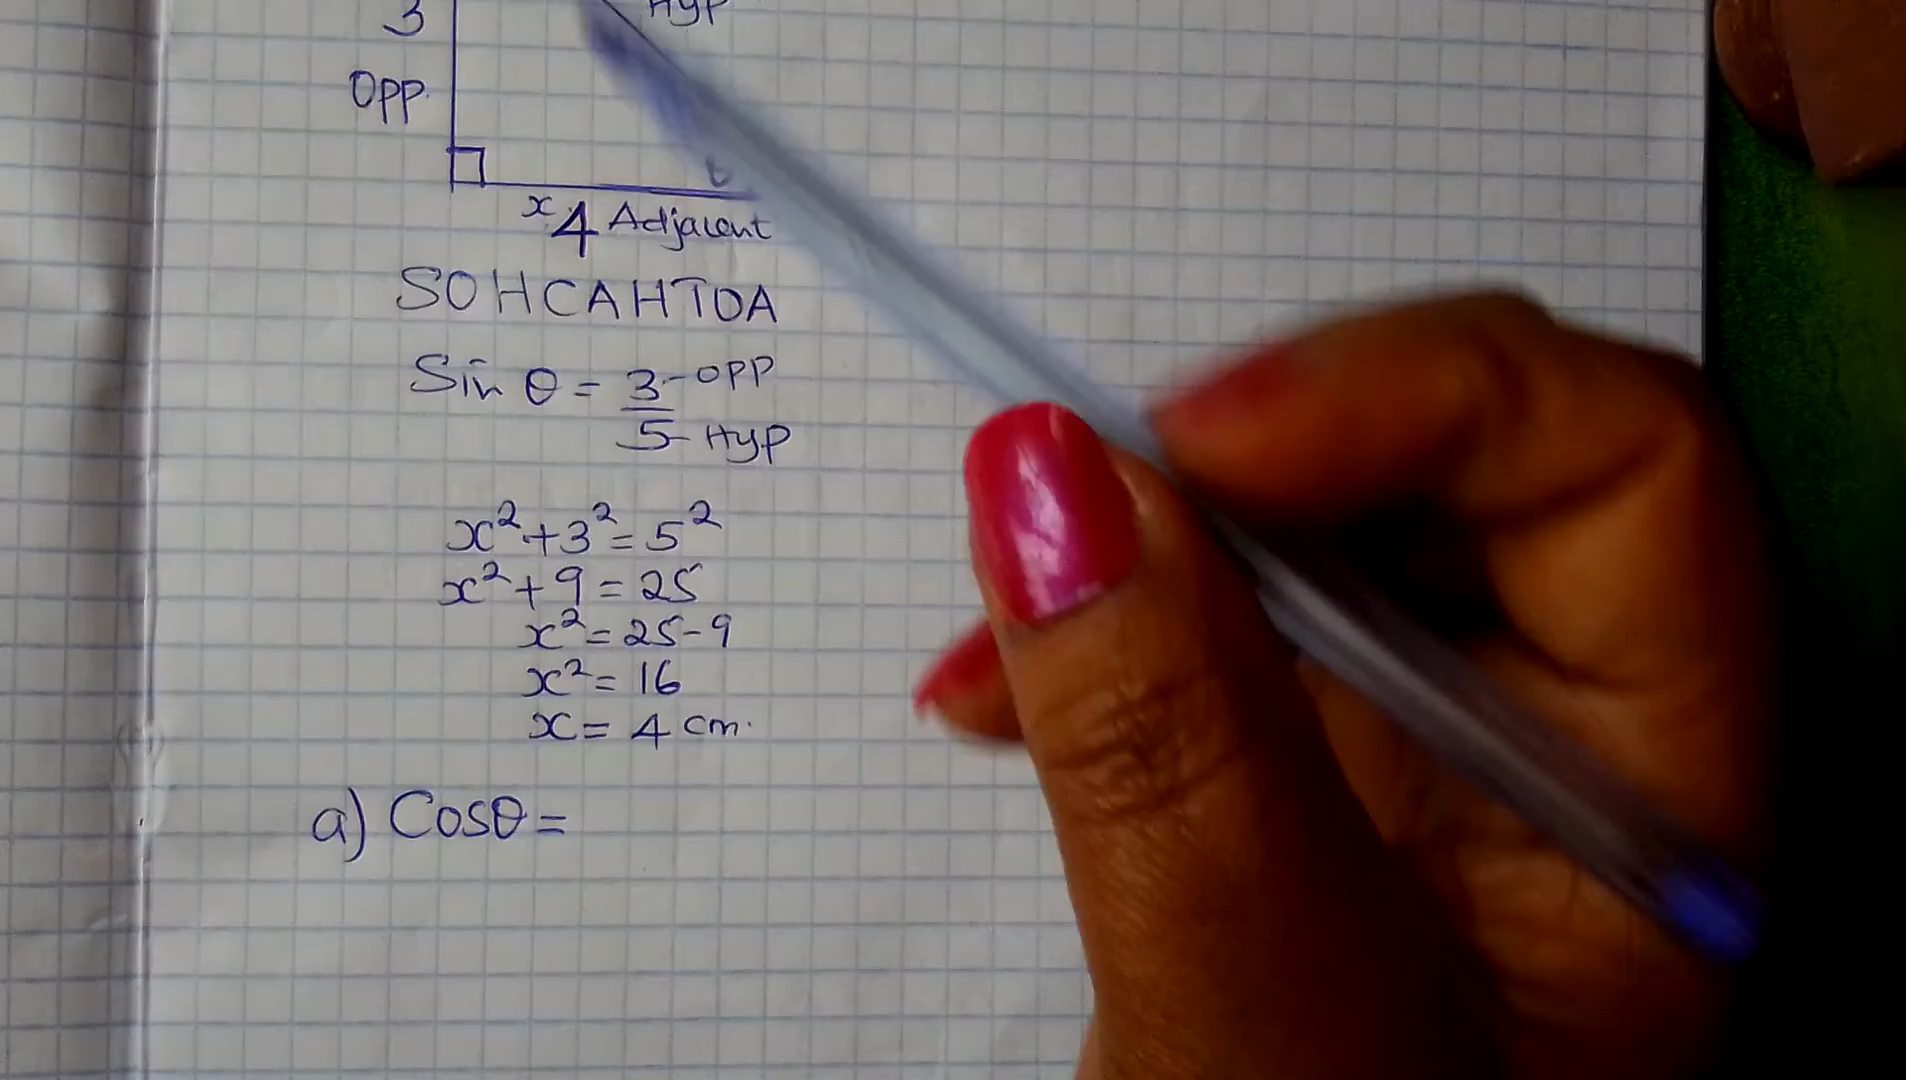 3 Hyp
Opp.
x 4 Adjacent
SOHCAHTOA
Sin θ = 3 - OPP
5 - Hyp
x² + 3² = 5²
x² + 9 = 25
x² = 25 - 9
x² = 16
x = 4 cm.
a) Cosθ =